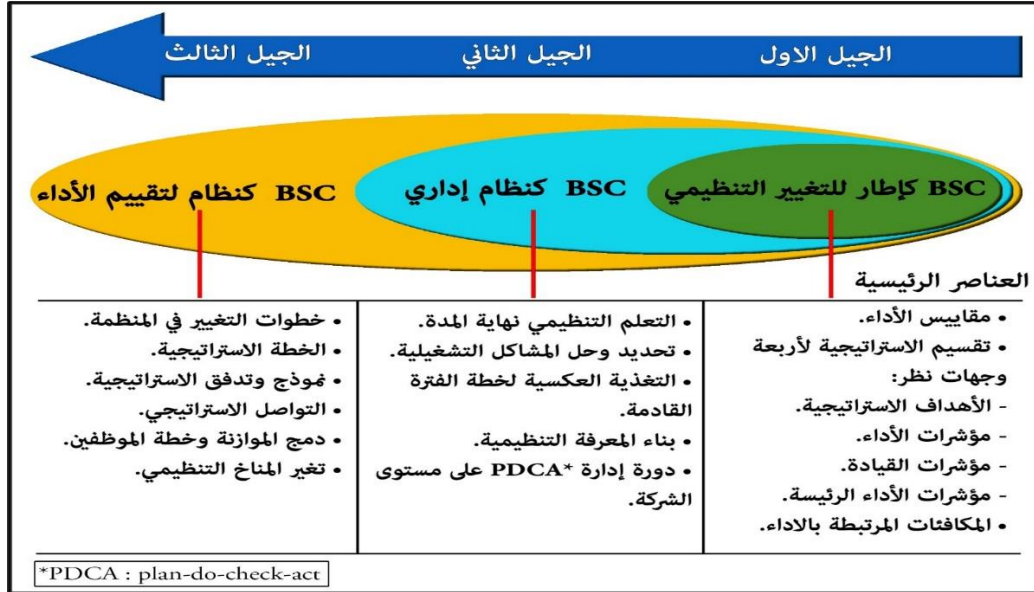 الجيل الاول
الجيل الثاني
الجيل الثالث
BSC كإطار للتغيير التنظيمي
BSC كنظام إداري
BSC كنظام لتقييم الأداء
العناصر الرئيسية
• مقاييس الأداء.
• تقسيم الاستراتيجية لأربعة
وجهات نظر:
- الأهداف الاستراتيجية.
- مؤشرات الأداء.
- مؤشرات القيادة.
- مؤشرات الأداء الرئيسة.
• المكافئات المرتبطة بالاداء.
• التعلم التنظيمي نهاية المدة.
• تحديد وحل المشاكل التشغيلية.
• التغذية العكسية لخطة الفترة
القادمة.
• بناء المعرفة التنظيمية.
• دورة إدارة *PDCA على مستوى
الشركة.
• خطوات التغيير في المنظمة.
• الخطة الاستراتيجية.
• نموذج وتدفق الاستراتيجية.
• التواصل الاستراتيجي.
• دمج الموازنة وخطة الموظفين.
• تغير المناخ التنظيمي.
*PDCA : plan-do-check-act